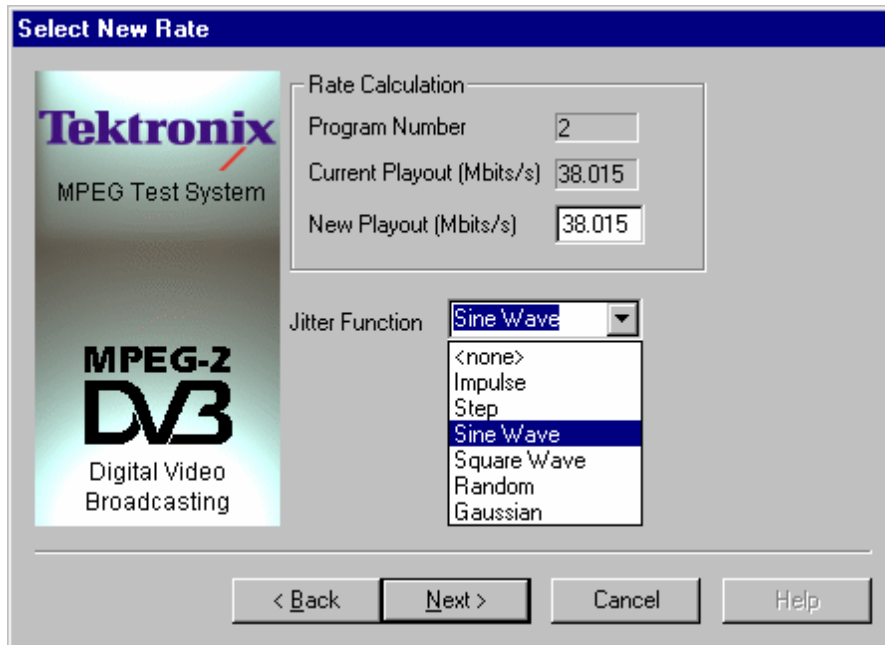 Select New Rate
Tektronix
MPEG Test System
MPEG-2
DVB
Digital Video
Broadcasting
Rate Calculation
Program Number 2
Current Playout (Mbits/s) 38.015
New Playout (Mbits/s) 38.015
Jitter Function Sine Wave
<none>
Impulse
Step
Sine Wave
Square Wave
Random
Gaussian
< Back
Next >
Cancel
Help